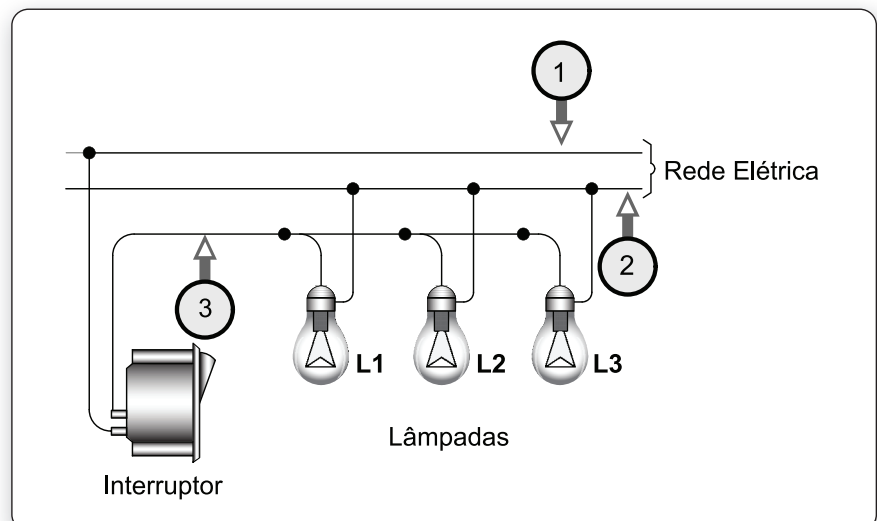 1
Rede Elétrica
2
3
L1
L2
L3
Lâmpadas
Interruptor